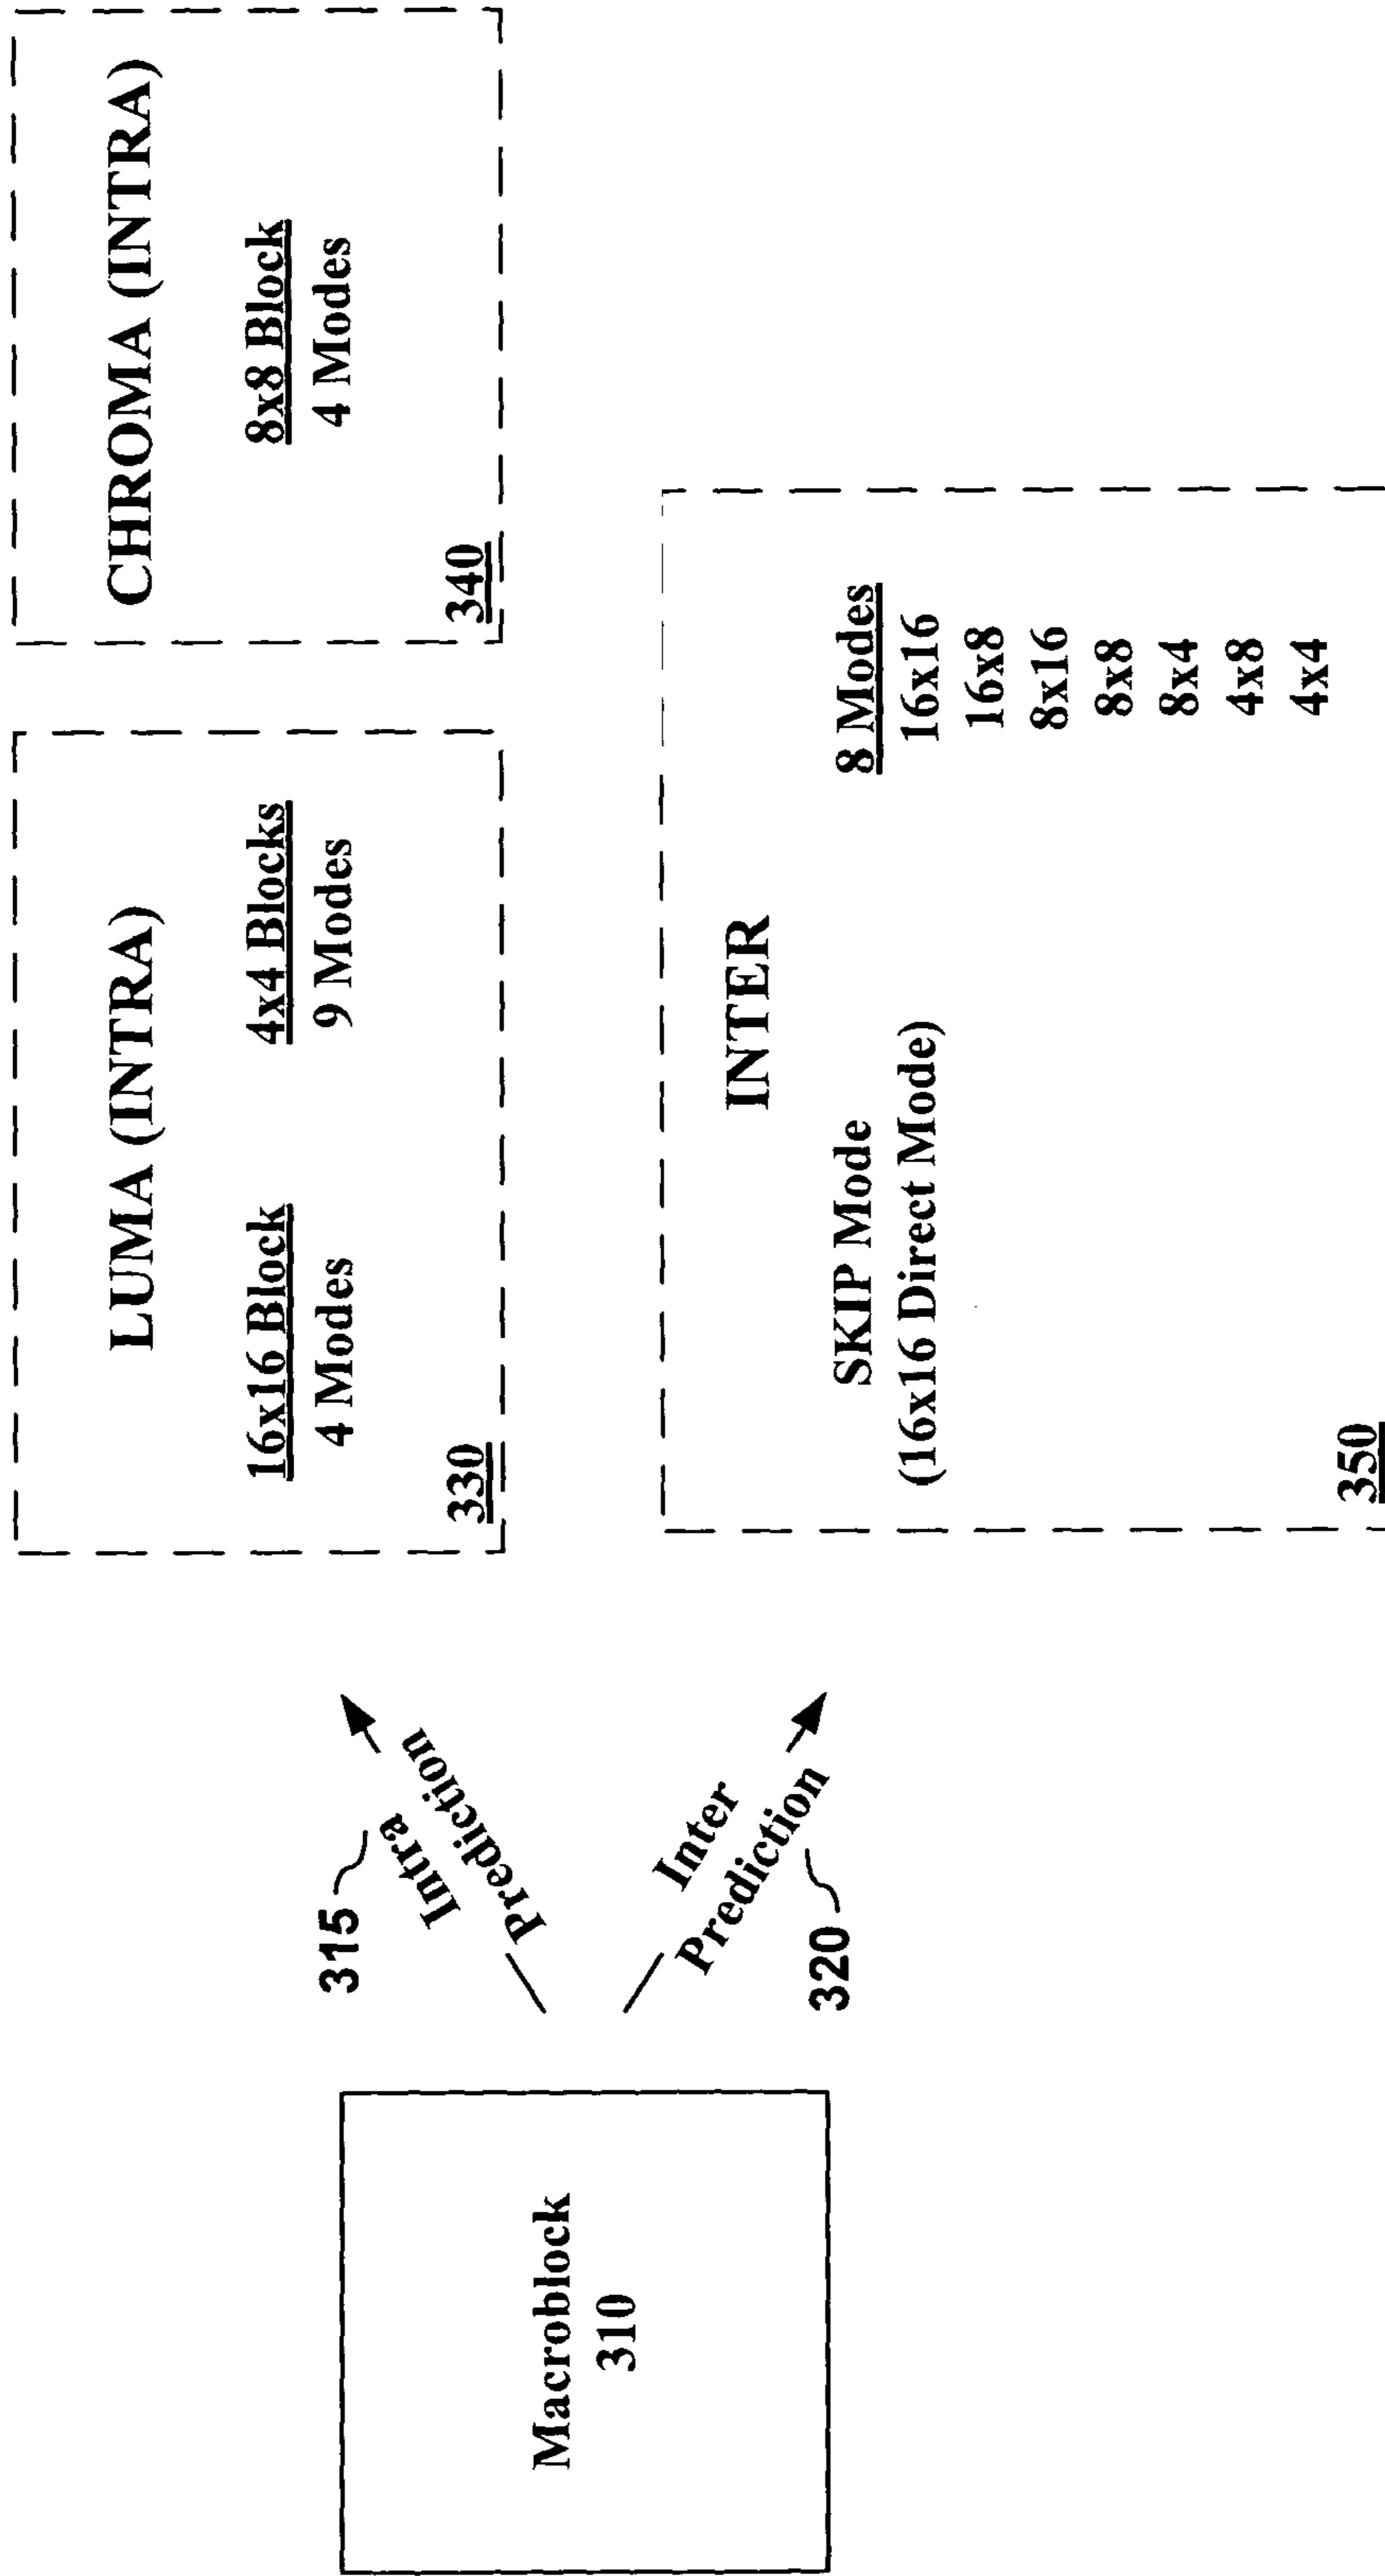 Macroblock
310
315
Intra
Prediction
Inter
Prediction
320
LUMA (INTRA)
16x16 Block
4 Modes
4x4 Blocks
9 Modes
330
CHROMA (INTRA)
8x8 Block
4 Modes
340
INTER
SKIP Mode
(16x16 Direct Mode)
8 Modes
16x16
16x8
8x16
8x8
8x4
4x8
4x4
350